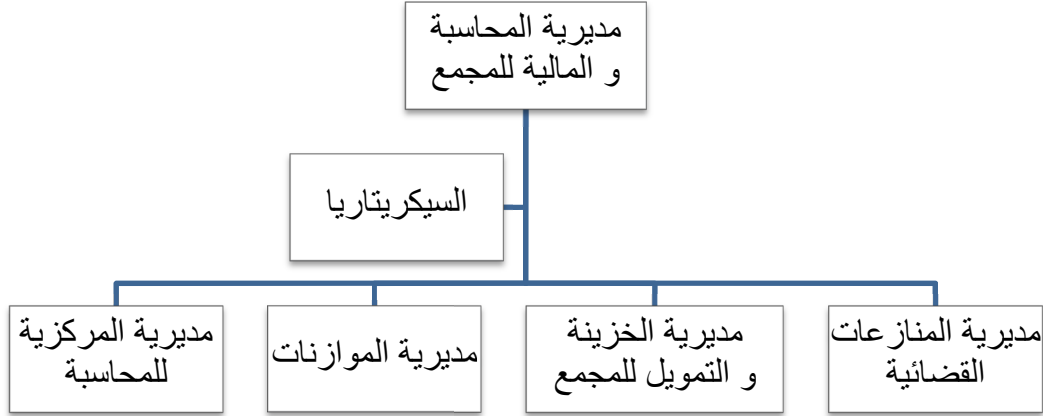 مديرية المحاسبة
و المالية للمجمع
السيكريتاريا
مديرية المنازعات
القضائية
مديرية الخزينة
و التمويل للمجمع
مديرية الموازنات
مديرية المركزية
للمحاسبة